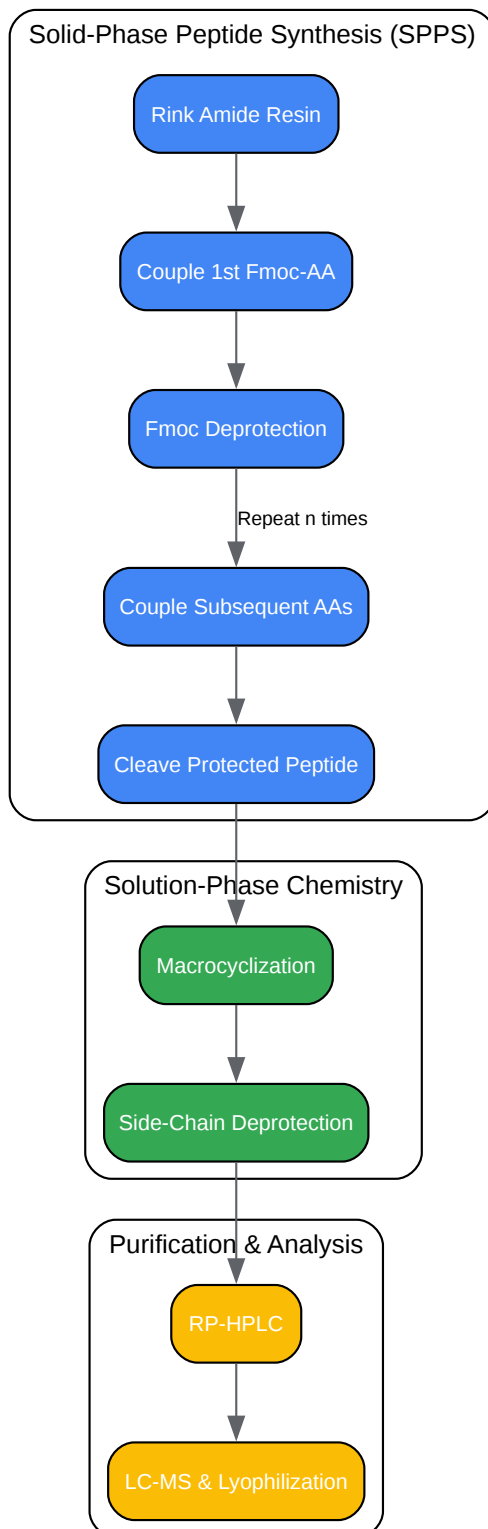 Solid-Phase Peptide Synthesis (SPPS)
Rink Amide Resin
Couple 1st Fmoc-AA
Fmoc Deprotection
Repeat n times
Couple Subsequent AAs
Cleave Protected Peptide
Solution-Phase Chemistry
Macrocyclization
Side-Chain Deprotection
Purification & Analysis
RP-HPLC
LC-MS & Lyophilization